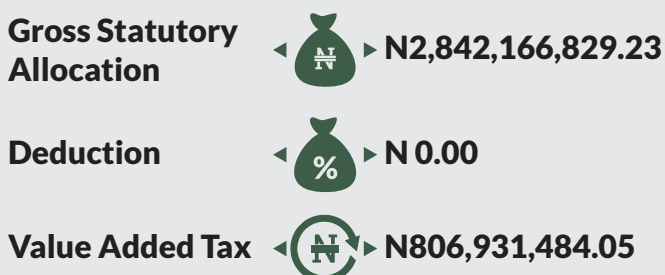 Gross Statutory
Allocation
₦
N2,842,166,829.23
Deduction
%
N 0.00
Value Added Tax
₦
N806,931,484.05